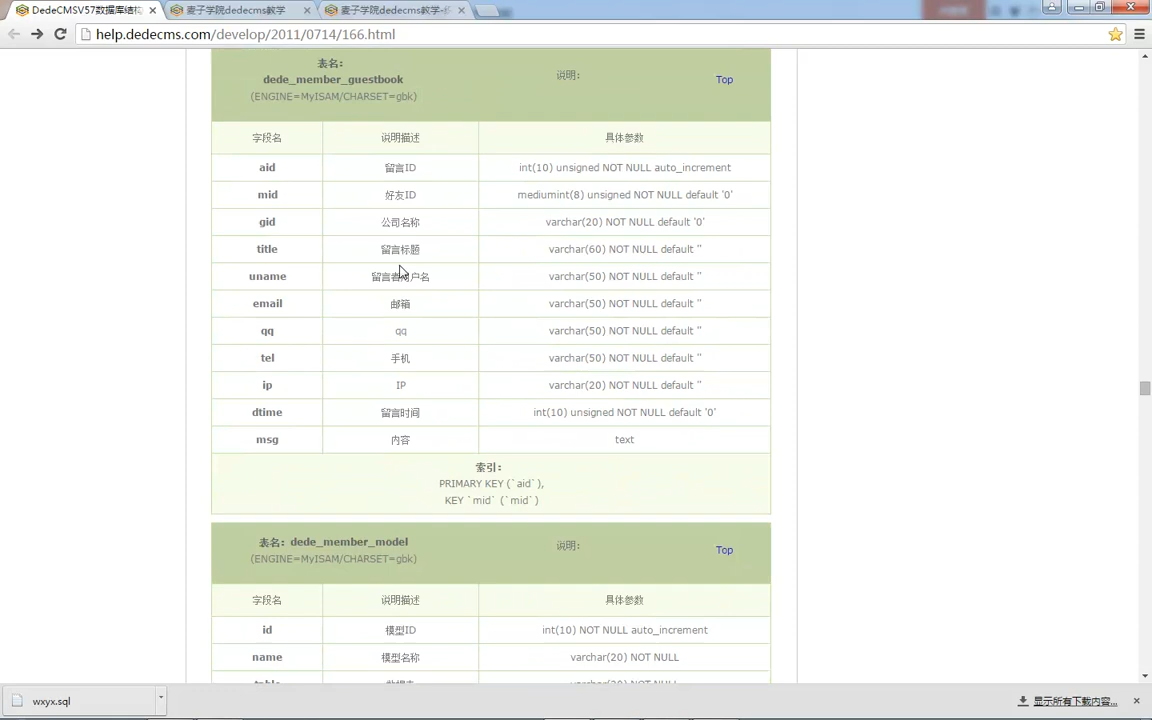 DedeCMSV57数据库结构
麦子学院dedecms教学
麦子学院dedecms教学-织
help.dedecms.com/develop/2011/0714/166.html
表名:
dede_member_guestbook
(ENGINE=MyISAM/CHARSET=gbk)
说明:
Top
字段名 说明描述 具体参数
aid 留言ID int(10) unsigned NOT NULL auto_increment
mid 好友ID mediumint(8) unsigned NOT NULL default '0'
gid 公司名称 varchar(20) NOT NULL default '0'
title 留言标题 varchar(60) NOT NULL default ''
uname 留言者用户名 varchar(50) NOT NULL default ''
email 邮箱 varchar(50) NOT NULL default ''
qq qq varchar(50) NOT NULL default ''
tel 手机 varchar(50) NOT NULL default ''
ip IP varchar(20) NOT NULL default ''
dtime 留言时间 int(10) unsigned NOT NULL default '0'
msg 内容 text
索引:
PRIMARY KEY (`aid`),
KEY `mid` (`mid`)
表名: dede_member_model
(ENGINE=MyISAM/CHARSET=gbk)
说明:
Top
字段名 说明描述 具体参数
id 模型ID int(10) NOT NULL auto_increment
name 模型名称 varchar(20) NOT NULL
table 数据表 varchar(20) NOT NULL
wxyx.sql
显示所有下载内容...